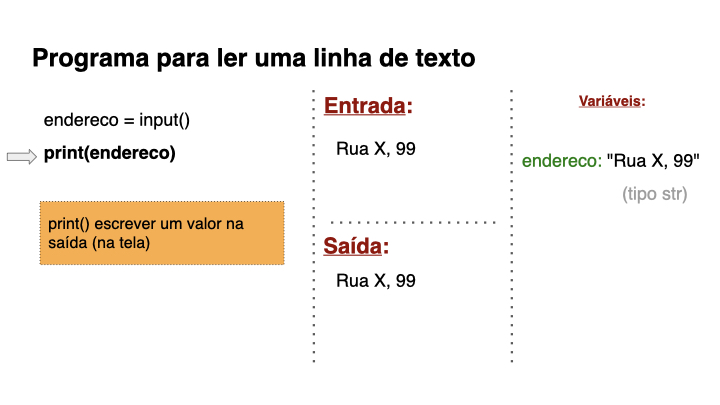 Programa para ler uma linha de texto
endereco = input()
print(endereco)
print() escrever um valor na
saída (na tela)
Entrada:
Rua X, 99
Saída:
Rua X, 99
Variáveis:
endereco: "Rua X, 99"
(tipo str)